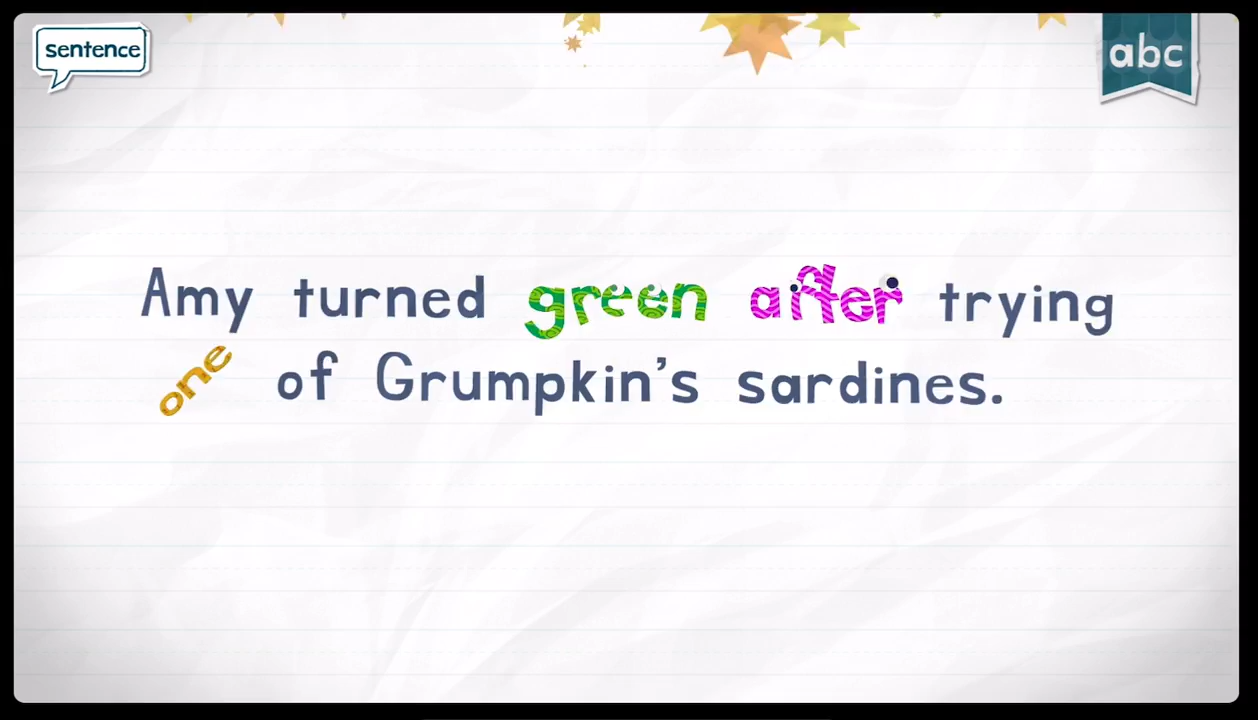 sentence
abc
Amy turned green after trying
one of Grumpkin’s sardines.